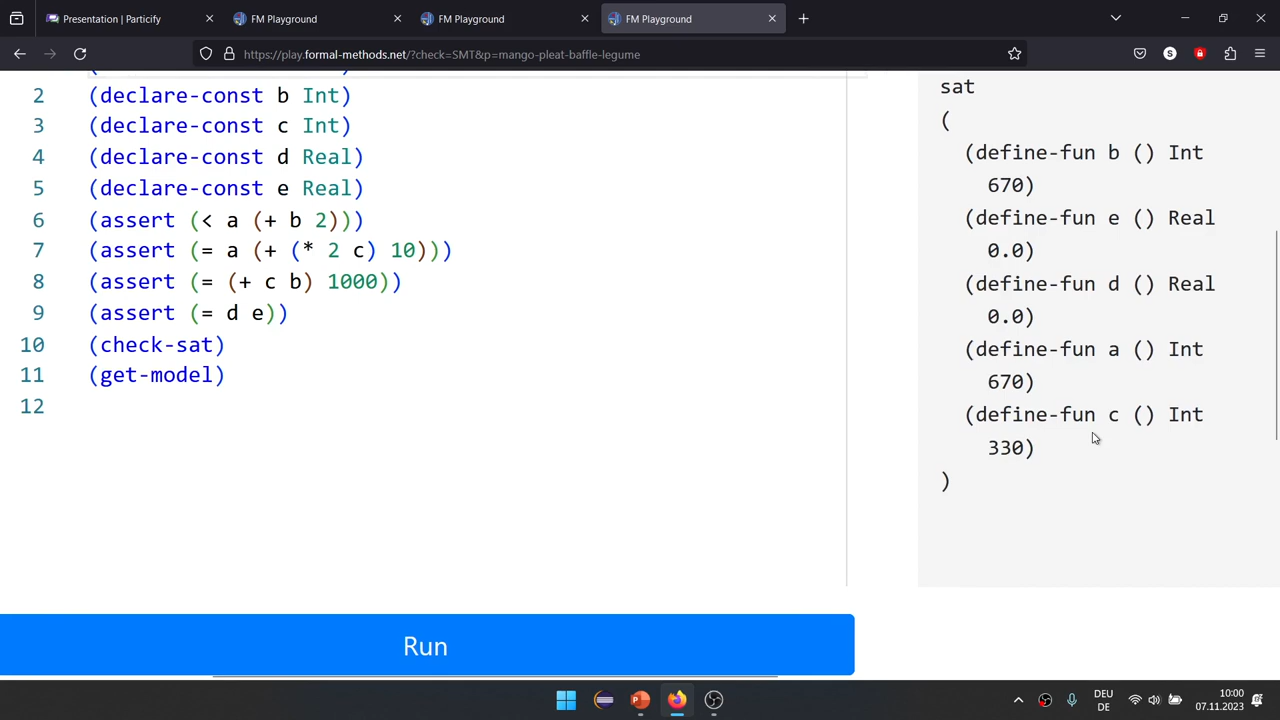 Presentation | Particify
FM Playground
FM Playground
FM Playground
https://play.formal-methods.net/?check=SMT&p=mango-pleat-baffle-legume
2 (declare-const b Int)
3 (declare-const c Int)
4 (declare-const d Real)
5 (declare-const e Real)
6 (assert (< a (+ b 2)))
7 (assert (= a (+ (* 2 c) 10)))
8 (assert (= (+ c b) 1000))
9 (assert (= d e))
10 (check-sat)
11 (get-model)
12
sat
(
(define-fun b () Int
670)
(define-fun e () Real
0.0)
(define-fun d () Real
0.0)
(define-fun a () Int
670)
(define-fun c () Int
330)
)
Run
DEU
DE
10:00
07.11.2023